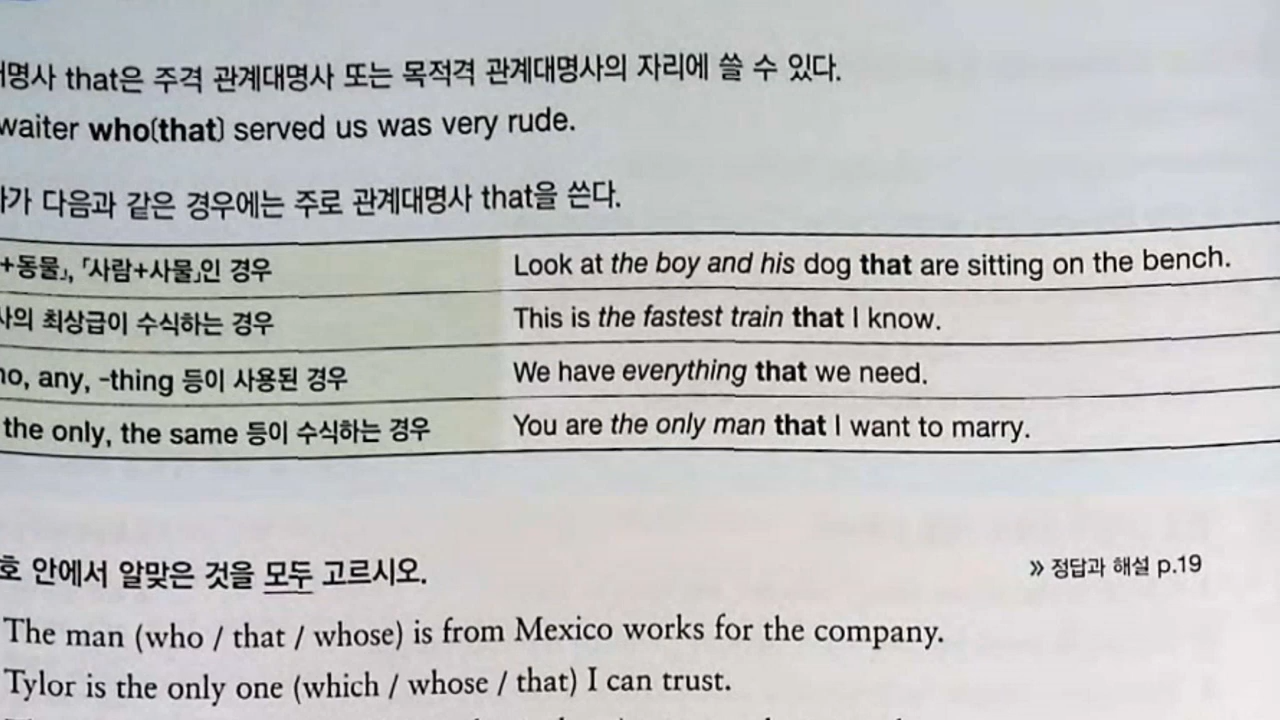 명사 that은 주격 관계대명사 또는 목적격 관계대명사의 자리에 쓸 수 있다.
waiter who(that) served us was very rude.
가 다음과 같은 경우에는 주로 관계대명사 that을 쓴다.
+동물」, 「사람+사물」인 경우 Look at the boy and his dog that are sitting on the bench.
의 최상급이 수식하는 경우 This is the fastest train that I know.
no, any, -thing 등이 사용된 경우 We have everything that we need.
the only, the same 등이 수식하는 경우 You are the only man that I want to marry.
호 안에서 알맞은 것을 모두 고르시오. » 정답과 해설 p.19
The man (who / that / whose) is from Mexico works for the company.
Tylor is the only one (which / whose / that) I can trust.